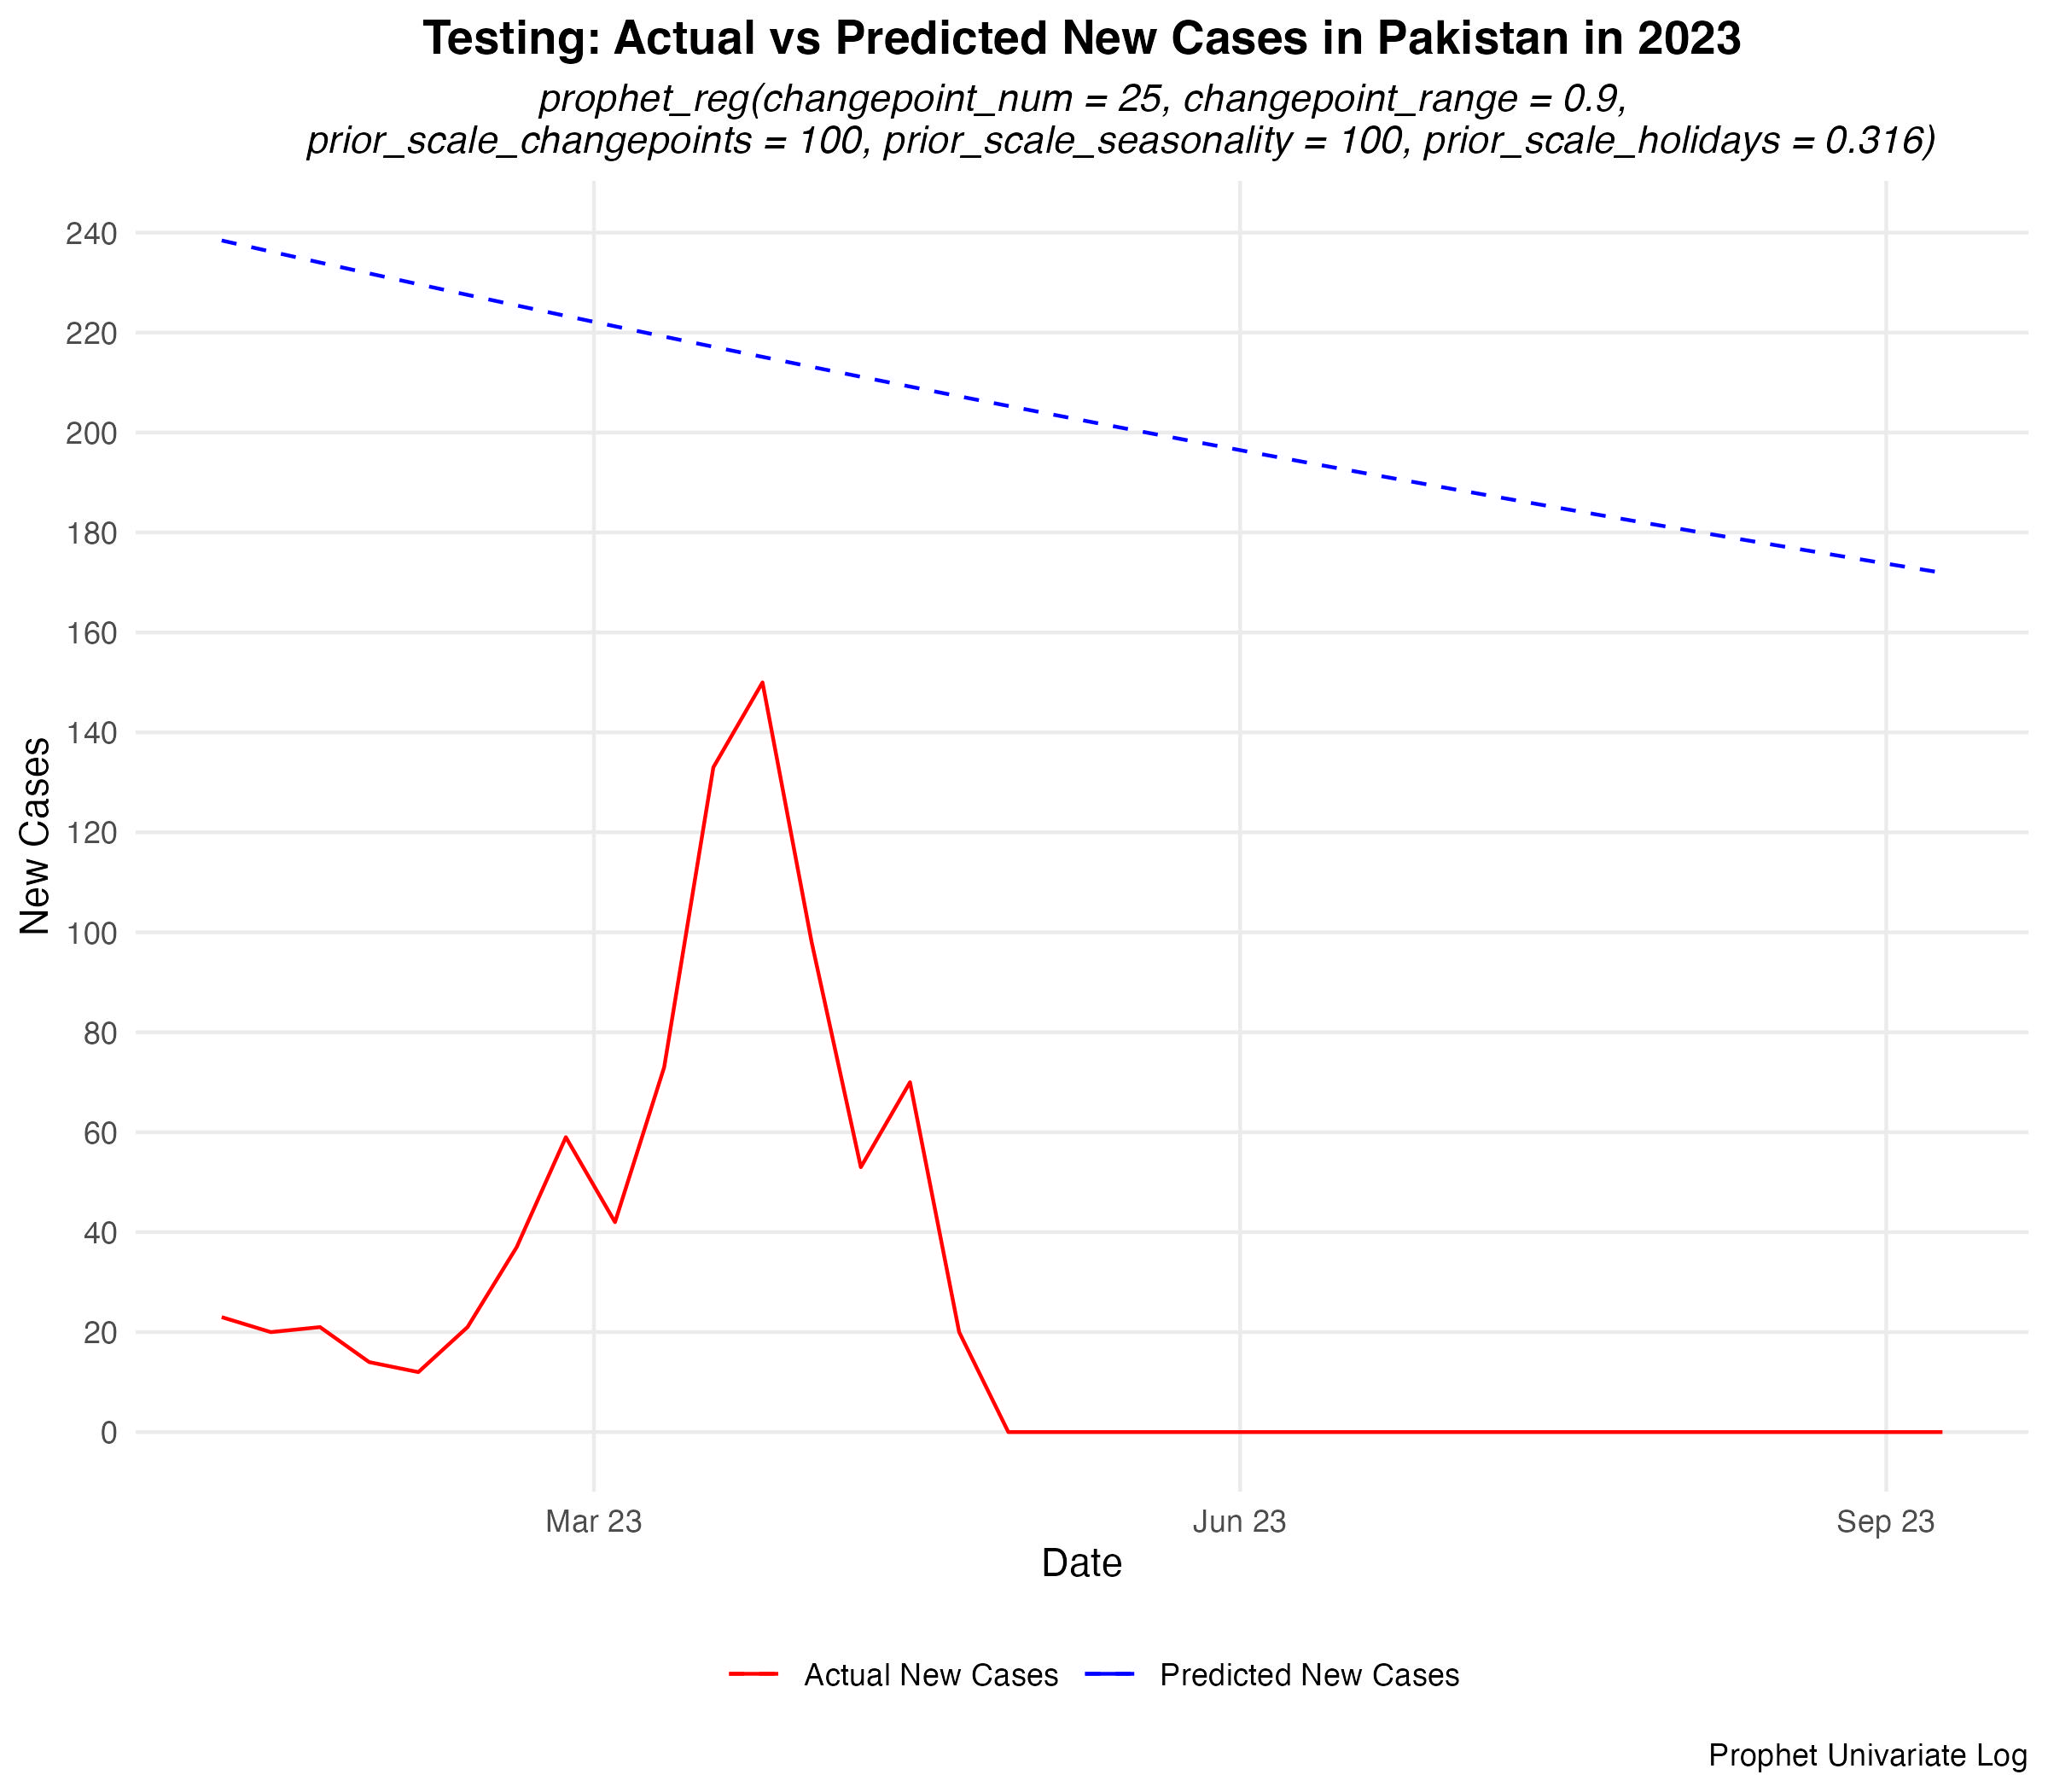 Testing: Actual vs Predicted New Cases in Pakistan in 2023
prophet_reg(changepoint_num = 25, changepoint_range = 0.9,
prior_scale_changepoints = 100, prior_scale_seasonality = 100, prior_scale_holidays = 0.316)
New Cases
240
220
200
180
160
140
120
100
80
60
40
20
0
Mar 23
Jun 23
Sep 23
Date
Actual New Cases
Predicted New Cases
Prophet Univariate Log